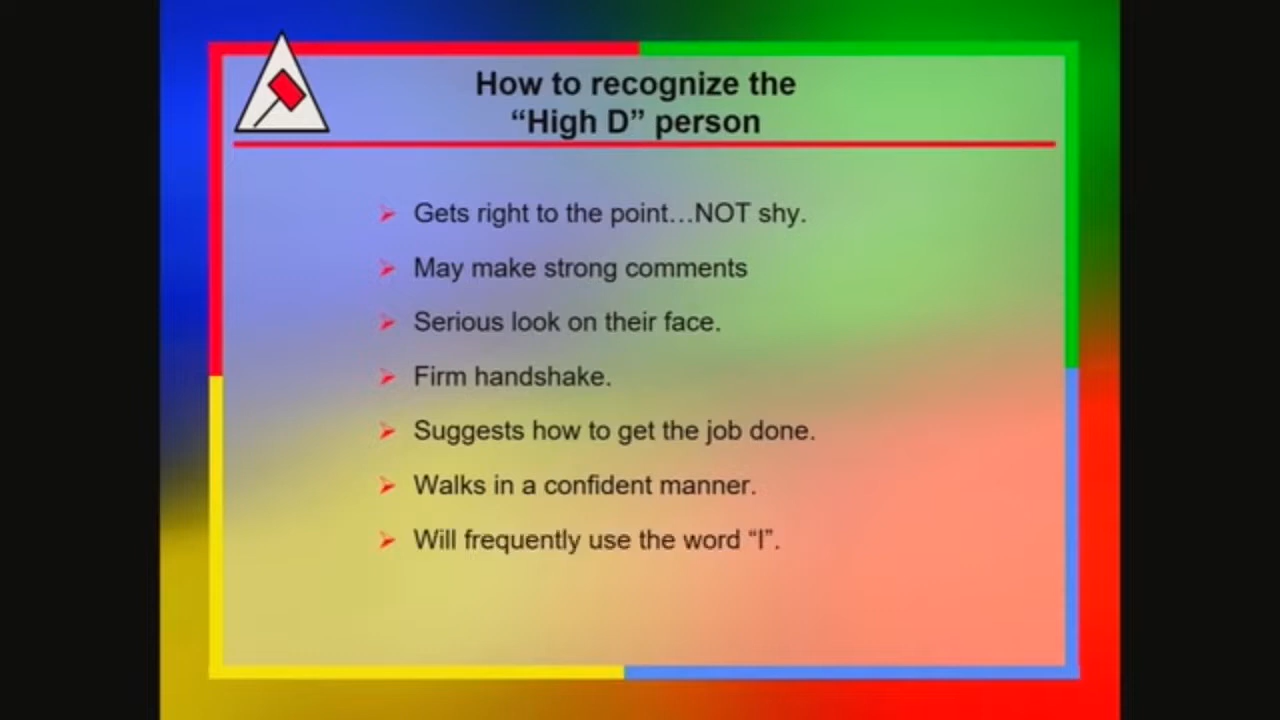 How to recognize the
“High D” person
Gets right to the point…NOT shy.
May make strong comments
Serious look on their face.
Firm handshake.
Suggests how to get the job done.
Walks in a confident manner.
Will frequently use the word “I”.